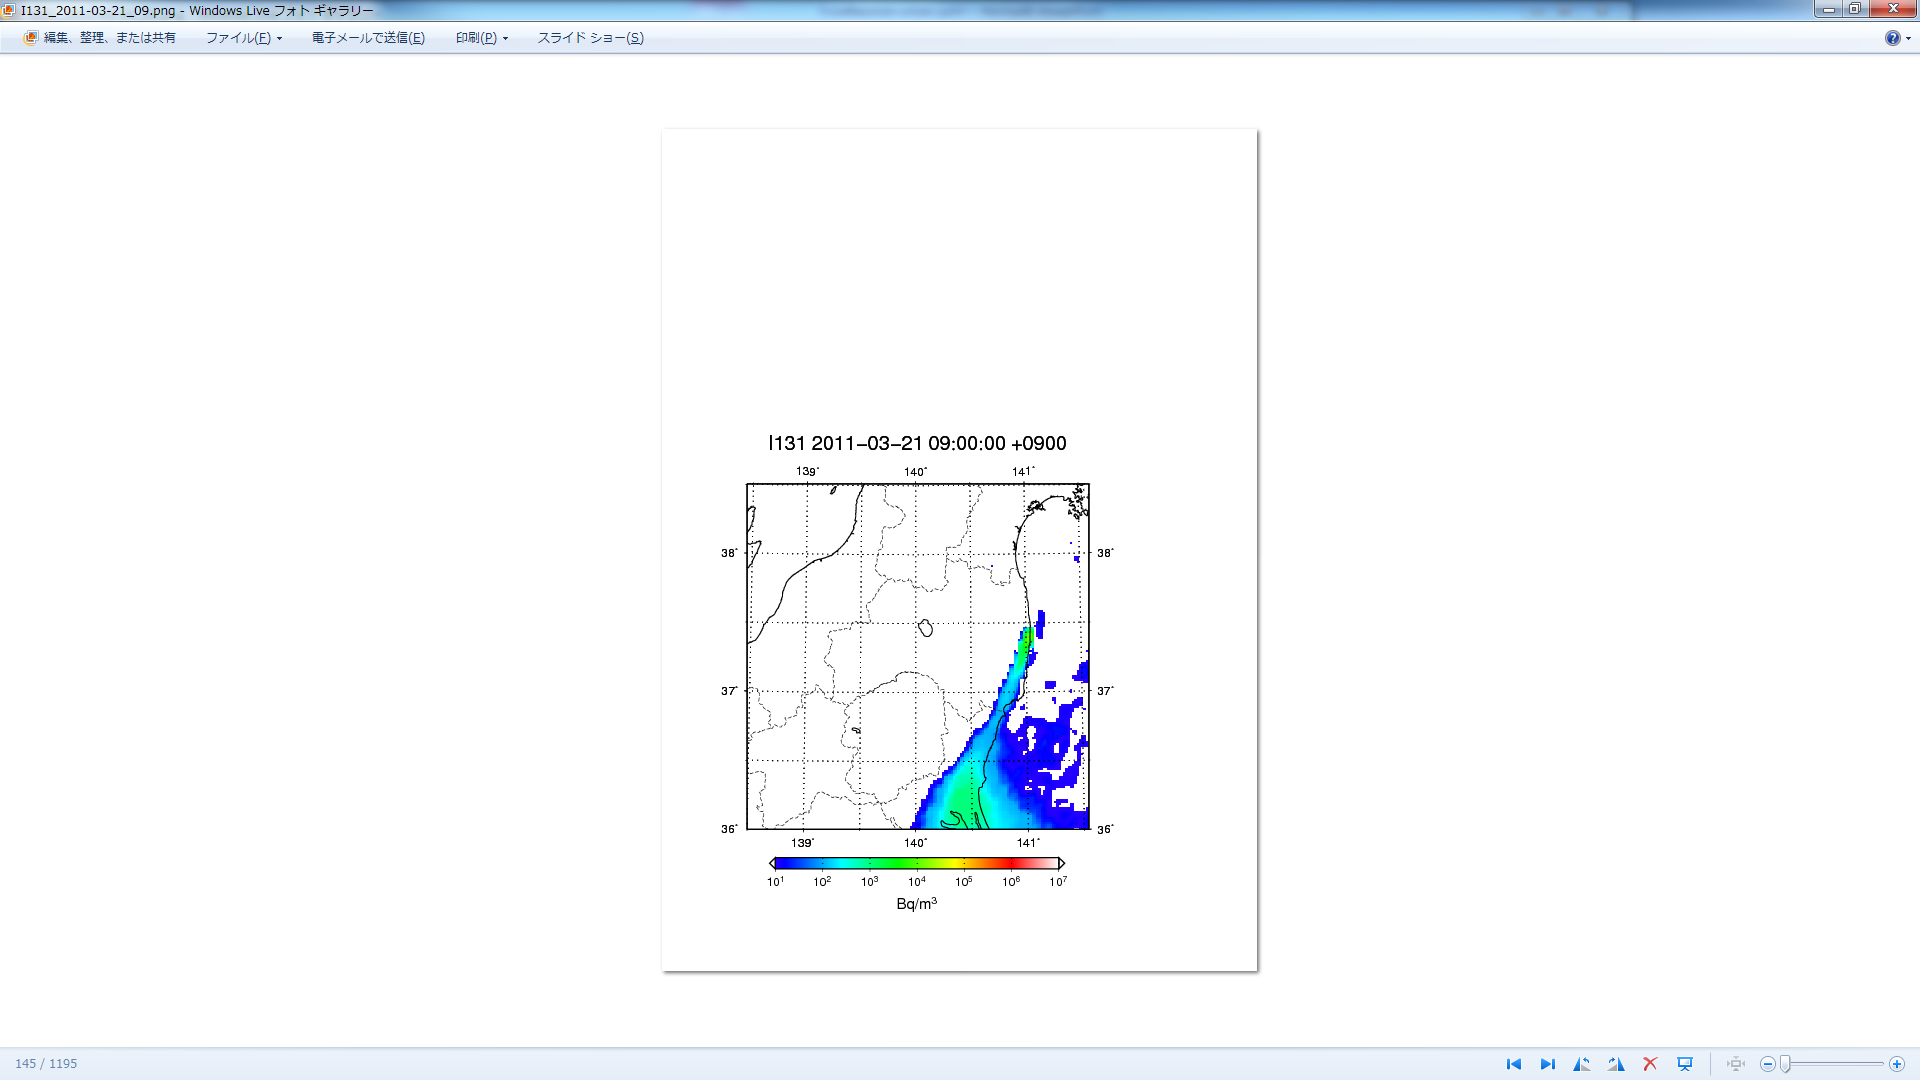 I131_2011-03-21_09.png - Windows Live フォト ギャラリー
編集、整理、または共有 ファイル(F) 電子メールで送信(E) 印刷(P) スライド ショー(S)
I131 2011-03-21 09:00:00 +0900
139° 140° 141°
38° 38°
37° 37°
36° 36°
139° 140° 141°
10¹ 10² 10³ 10⁴ 10⁵ 10⁶ 10⁷
Bq/m³
145 / 1195